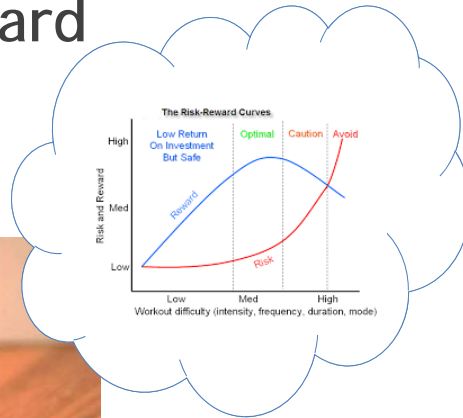 ard
The Risk-Reward Curves
Low Return
On Investment
But Safe
Optimal
Caution
Avoid
High
Med
Low
Risk and Reward
Reward
Risk
Low
Med
High
Workout difficulty (intensity, frequency, duration, mode)